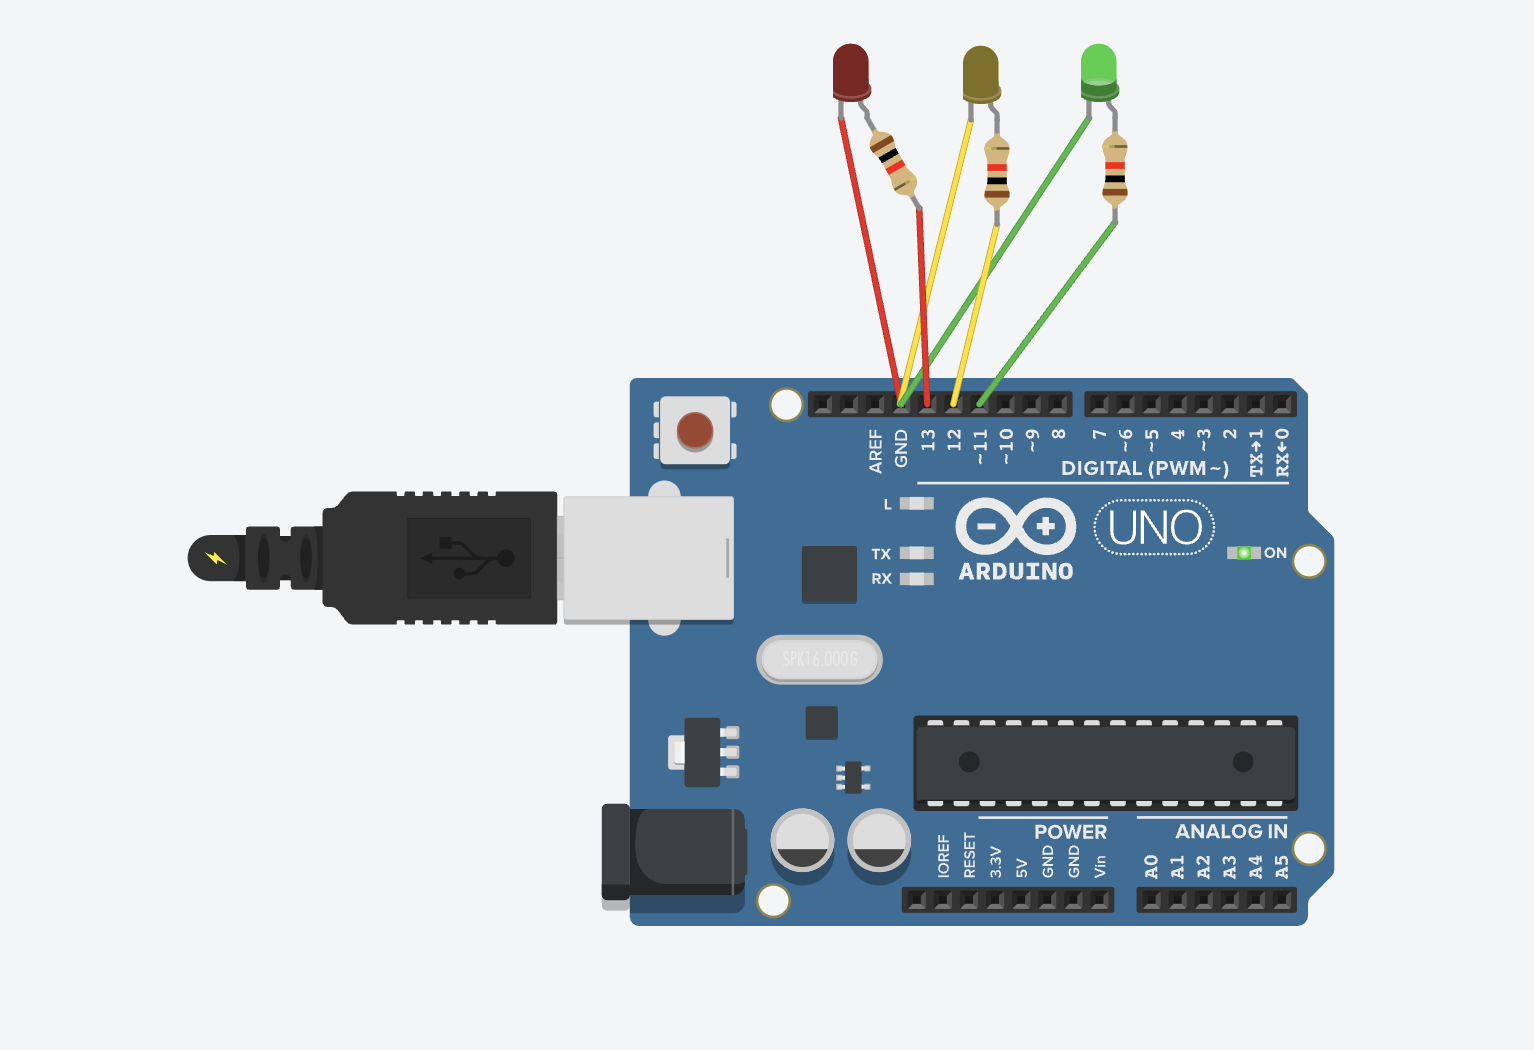 AREF
GND
13
12
~11
~10
~9
8
7
~6
~5
4
~3
2
TX→1
RX←0
DIGITAL (PWM~)
L
TX
RX
ARDUINO
UNO
ON
SPK16.000G
POWER
ANALOG IN
IOREF
RESET
3.3V
5V
GND
GND
Vin
A0
A1
A2
A3
A4
A5